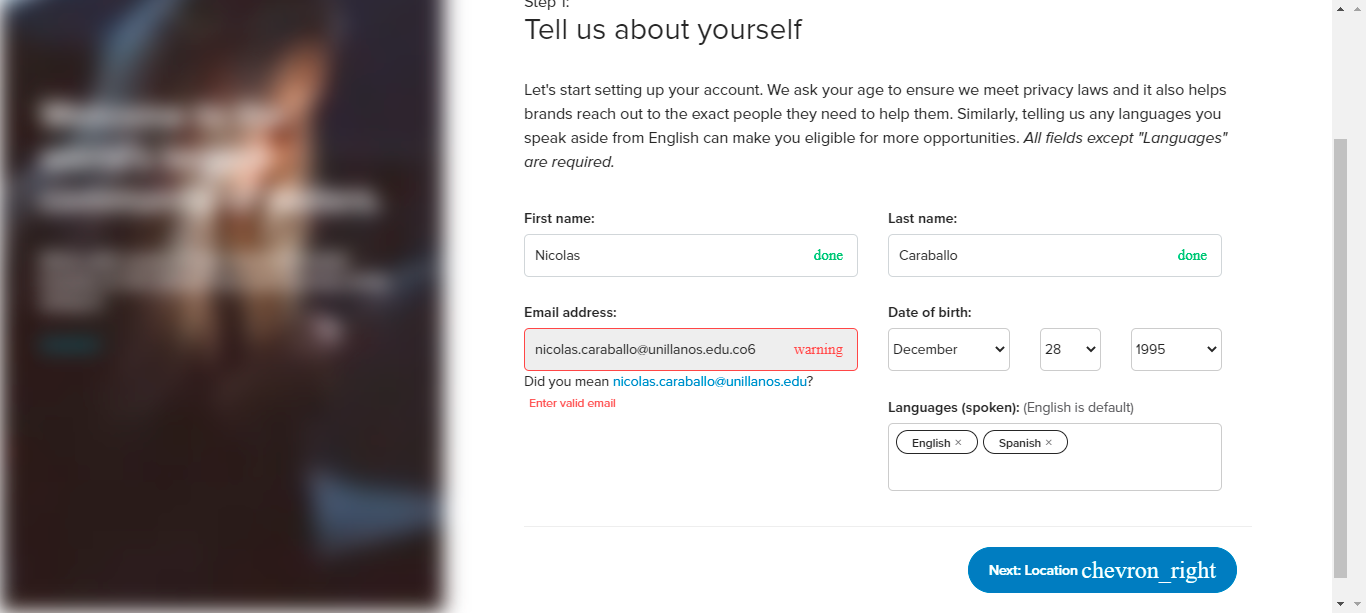 Step 1:
Tell us about yourself
Let's start setting up your account. We ask your age to ensure we meet privacy laws and it also helps
brands reach out to the exact people they need to help them. Similarly, telling us any languages you
speak aside from English can make you eligible for more opportunities. All fields except "Languages"
are required.
First name:
Last name:
Nicolas done
Caraballo done
Email address:
Date of birth:
nicolas.caraballo@unillanos.edu.co6 warning
December 28 1995
Did you mean nicolas.caraballo@unillanos.edu?
Enter valid email
Languages (spoken): (English is default)
English × Spanish ×
Next: Location chevron_right